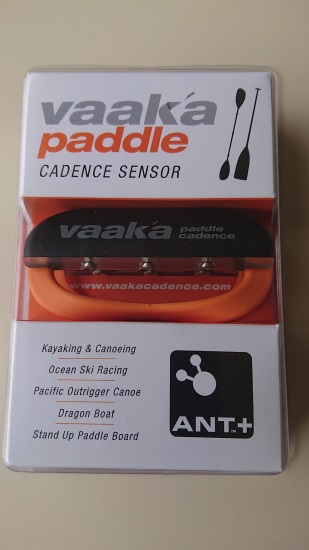 vaaka
paddle
CADENCE SENSOR
vaaka paddle
cadence
www.vaakacadence.com
Kayaking & Canoeing
Ocean Ski Racing
Pacific Outrigger Canoe
Dragon Boat
Stand Up Paddle Board
ANT™+